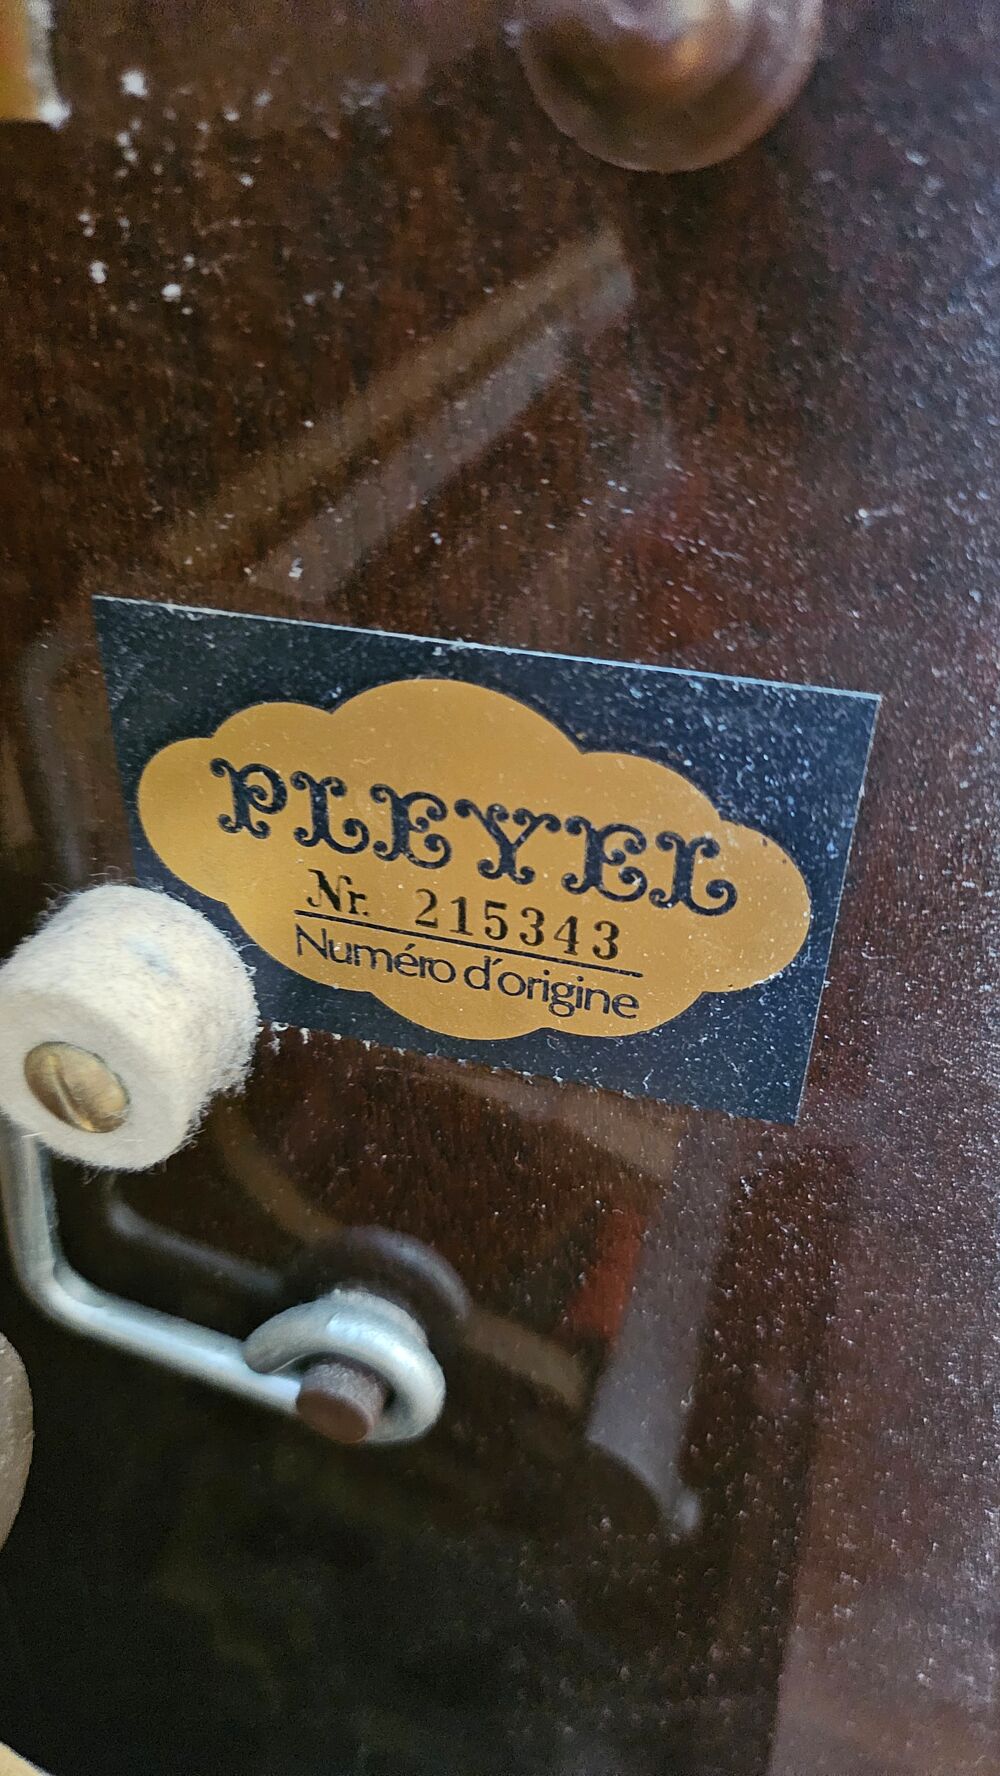 PLEYEL
Nr. 215343
Numéro d'origine